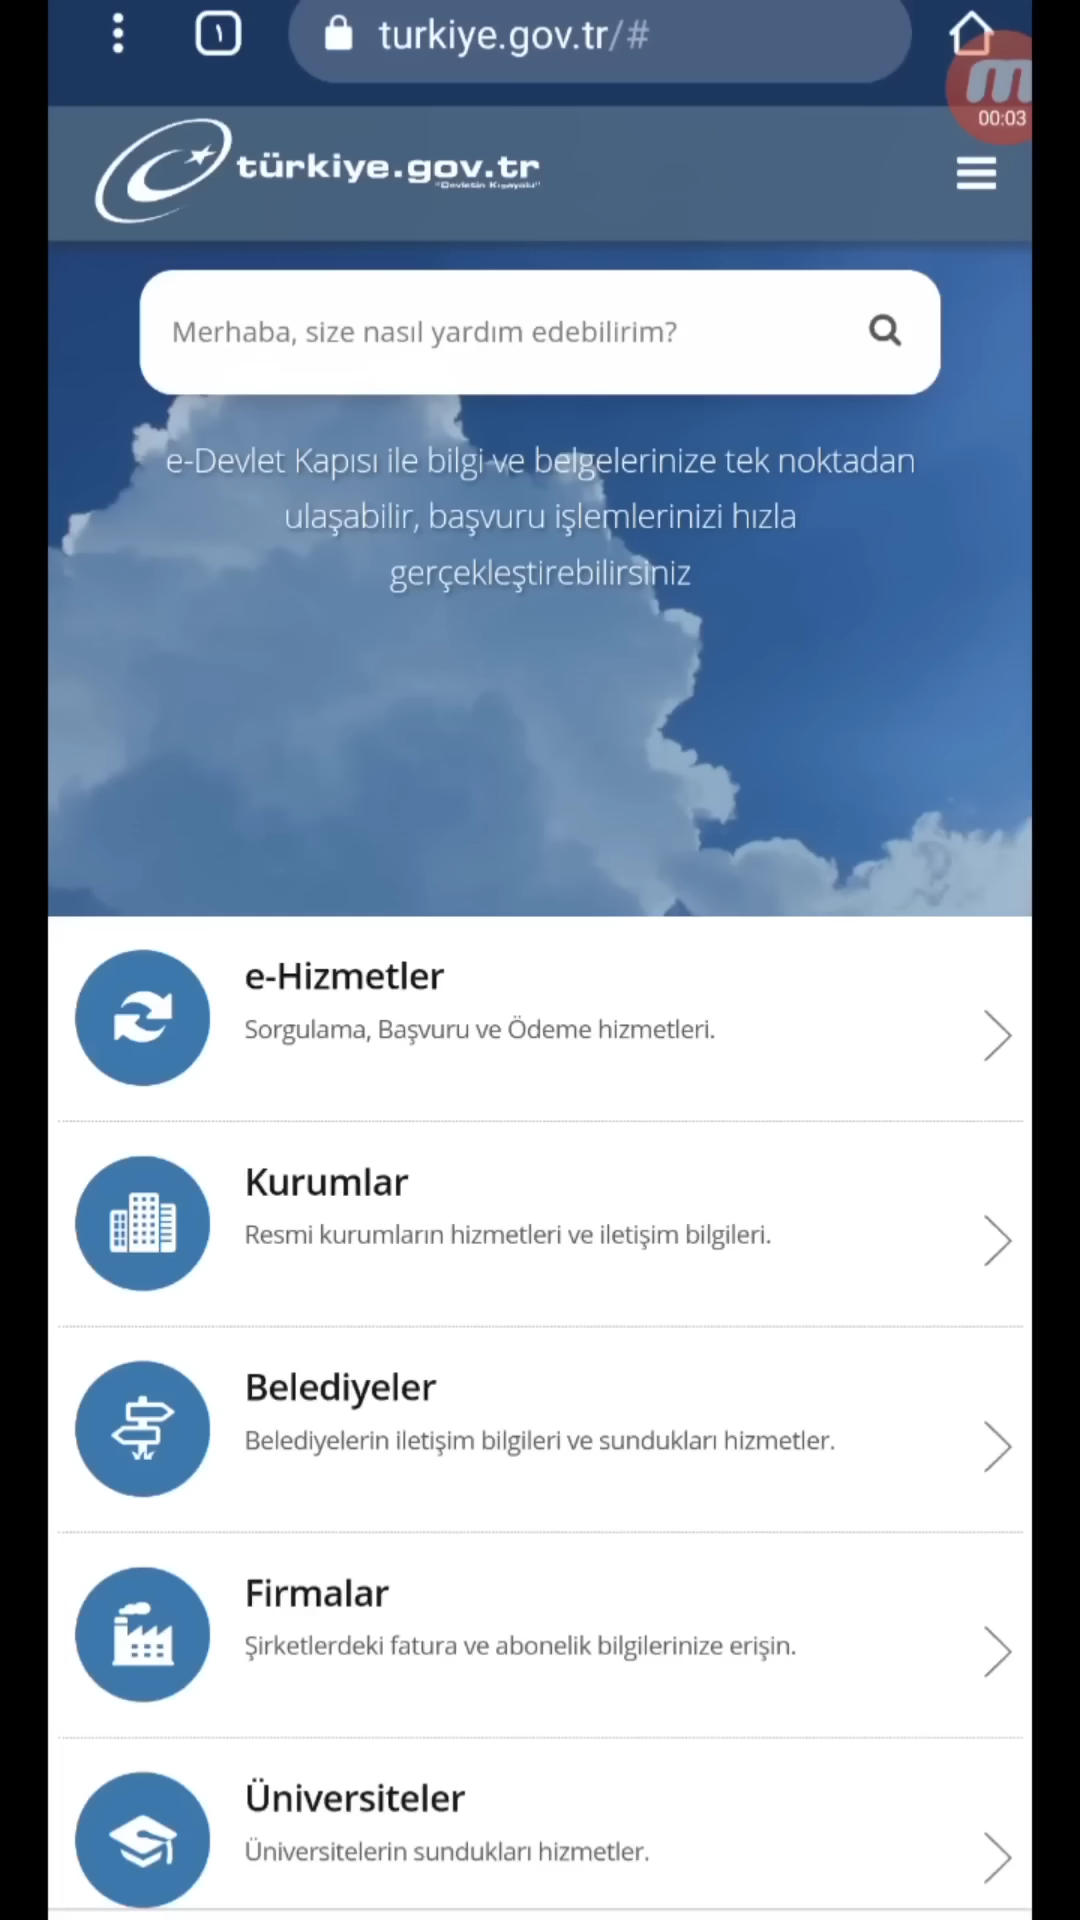 ١
turkiye.gov.tr/#
00:03
türkiye.gov.tr
"Devletin Kısayolu"
Merhaba, size nasıl yardım edebilirim?
e-Devlet Kapısı ile bilgi ve belgelerinize tek noktadan
ulaşabilir, başvuru işlemlerinizi hızla
gerçekleştirebilirsiniz
e-Hizmetler
Sorgulama, Başvuru ve Ödeme hizmetleri.
Kurumlar
Resmi kurumların hizmetleri ve iletişim bilgileri.
Belediyeler
Belediyelerin iletişim bilgileri ve sundukları hizmetler.
Firmalar
Şirketlerdeki fatura ve abonelik bilgilerinize erişin.
Üniversiteler
Üniversitelerin sundukları hizmetler.